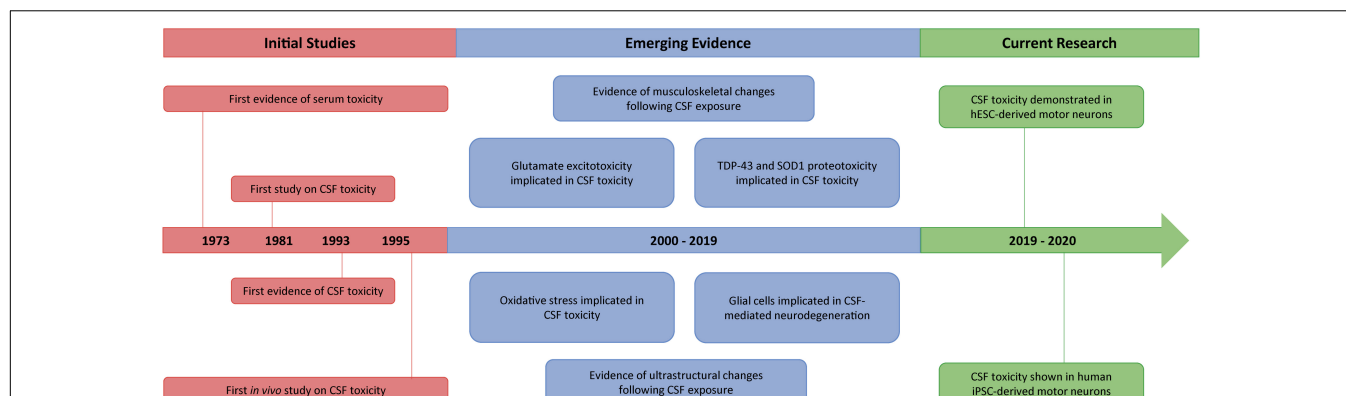 Initial Studies
Emerging Evidence
Current Research
First evidence of serum toxicity
Evidence of musculoskeletal changes
following CSF exposure
CSF toxicity demonstrated in
hESC-derived motor neurons
Glutamate excitotoxicity
implicated in CSF toxicity
TDP-43 and SOD1 proteotoxicity
implicated in CSF toxicity
First study on CSF toxicity
1973 1981 1993 1995
2000 - 2019
2019 - 2020
First evidence of CSF toxicity
Oxidative stress implicated in
CSF toxicity
Glial cells implicated in CSF-
mediated neurodegeneration
First in vivo study on CSF toxicity
Evidence of ultrastructural changes
following CSF exposure
CSF toxicity shown in human
iPSC-derived motor neurons